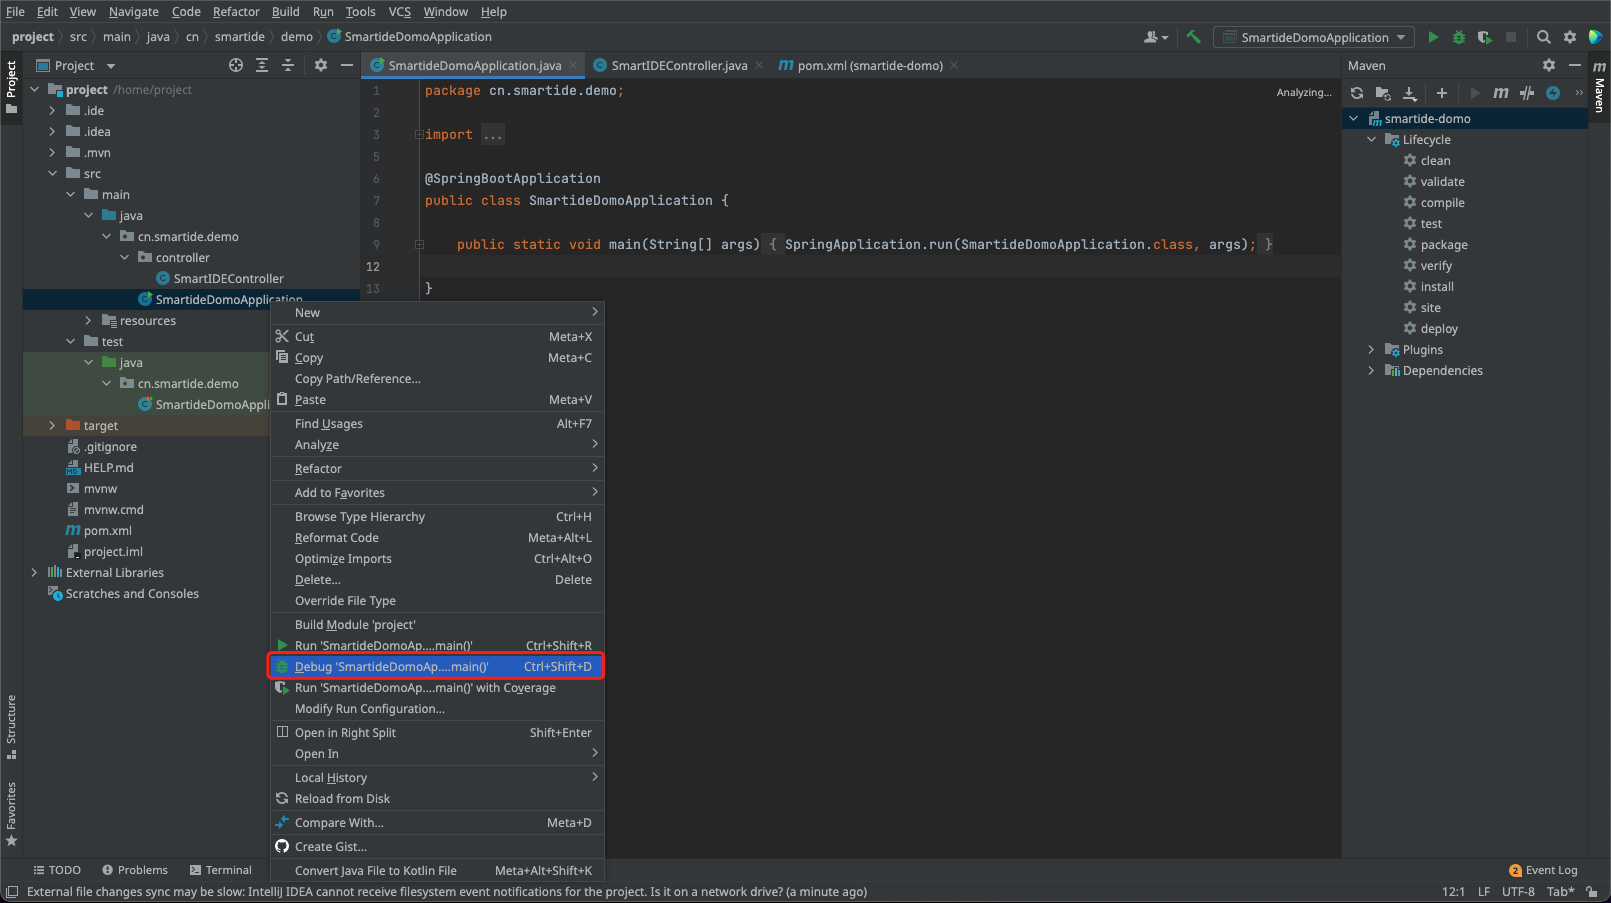 File Edit View Navigate Code Refactor Build Run Tools VCS Window Help
project src main java cn smartide demo SmartideDomoApplication
SmartideDomoApplication
Project
SmartideDomoApplication.java SmartIDEController.java pom.xml (smartide-domo)
Maven
Project
Structure
Favorites
project /home/project
.ide
.idea
.mvn
src
main
java
cn.smartide.demo
controller
SmartIDEController
SmartideDomoApplication
resources
test
java
cn.smartide.demo
SmartideDomoAppli
target
.gitignore
HELP.md
mvnw
mvnw.cmd
pom.xml
project.iml
External Libraries
Scratches and Consoles
1 package cn.smartide.demo;
2
3 import ...
5
6 @SpringBootApplication
7 public class SmartideDomoApplication {
8
9 public static void main(String[] args) { SpringApplication.run(SmartideDomoApplication.class, args); }
12
13 }
Analyzing...
New
Cut Meta+X
Copy Meta+C
Copy Path/Reference...
Paste Meta+V
Find Usages Alt+F7
Analyze
Refactor
Add to Favorites
Browse Type Hierarchy Ctrl+H
Reformat Code Meta+Alt+L
Optimize Imports Ctrl+Alt+O
Delete... Delete
Override File Type
Build Module 'project'
Run 'SmartideDomoAp....main()' Ctrl+Shift+R
Debug 'SmartideDomoAp....main()' Ctrl+Shift+D
Run 'SmartideDomoAp....main()' with Coverage
Modify Run Configuration...
Open in Right Split Shift+Enter
Open In
Local History
Reload from Disk
Compare With... Meta+D
Create Gist...
Convert Java File to Kotlin File Meta+Alt+Shift+K
smartide-domo
Lifecycle
clean
validate
compile
test
package
verify
install
site
deploy
Plugins
Dependencies
Maven
TODO Problems Terminal
2 Event Log
External file changes sync may be slow: IntelliJ IDEA cannot receive filesystem event notifications for the project. Is it on a network drive? (a minute ago)
12:1 LF UTF-8 Tab*